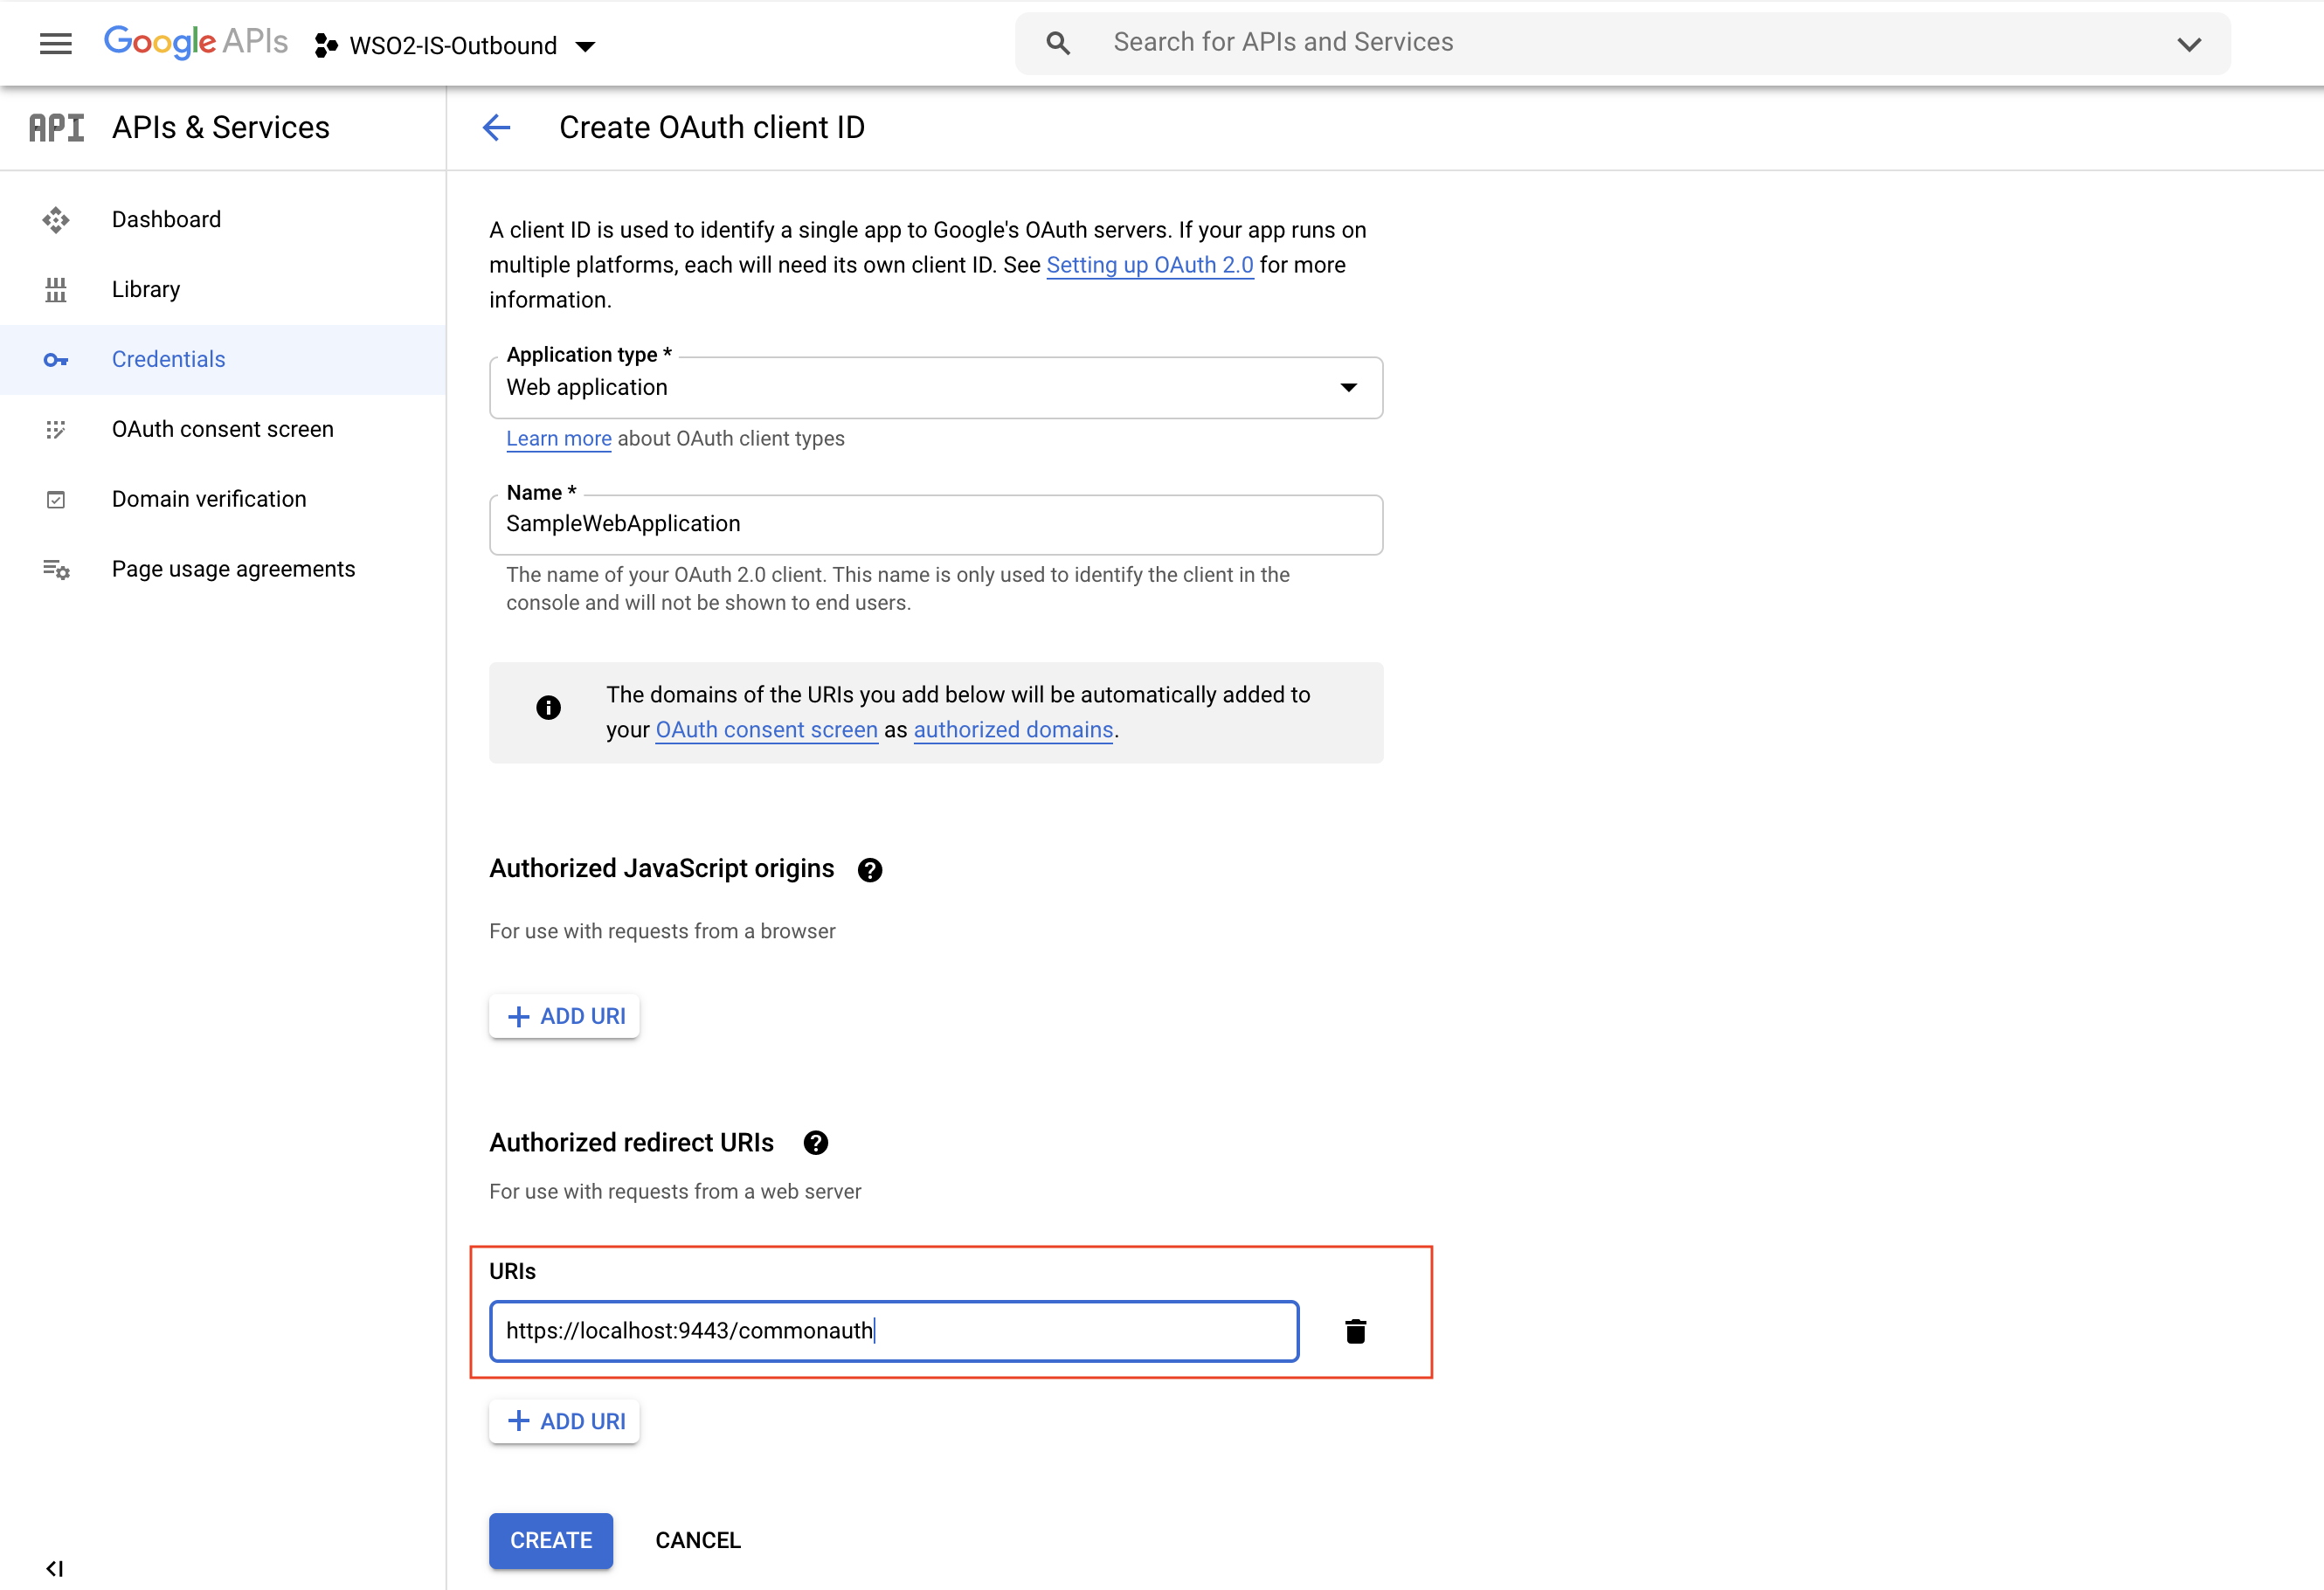 Google APIs
WSO2-IS-Outbound
Search for APIs and Services
API
APIs & Services
Create OAuth client ID
Dashboard
Library
Credentials
OAuth consent screen
Domain verification
Page usage agreements
A client ID is used to identify a single app to Google's OAuth servers. If your app runs on
multiple platforms, each will need its own client ID. See Setting up OAuth 2.0 for more
information.
Application type *
Web application
Learn more about OAuth client types
Name *
SampleWebApplication
The name of your OAuth 2.0 client. This name is only used to identify the client in the
console and will not be shown to end users.
The domains of the URIs you add below will be automatically added to
your OAuth consent screen as authorized domains.
Authorized JavaScript origins
For use with requests from a browser
ADD URI
Authorized redirect URIs
For use with requests from a web server
URIs
https://localhost:9443/commonauth
ADD URI
CREATE
CANCEL